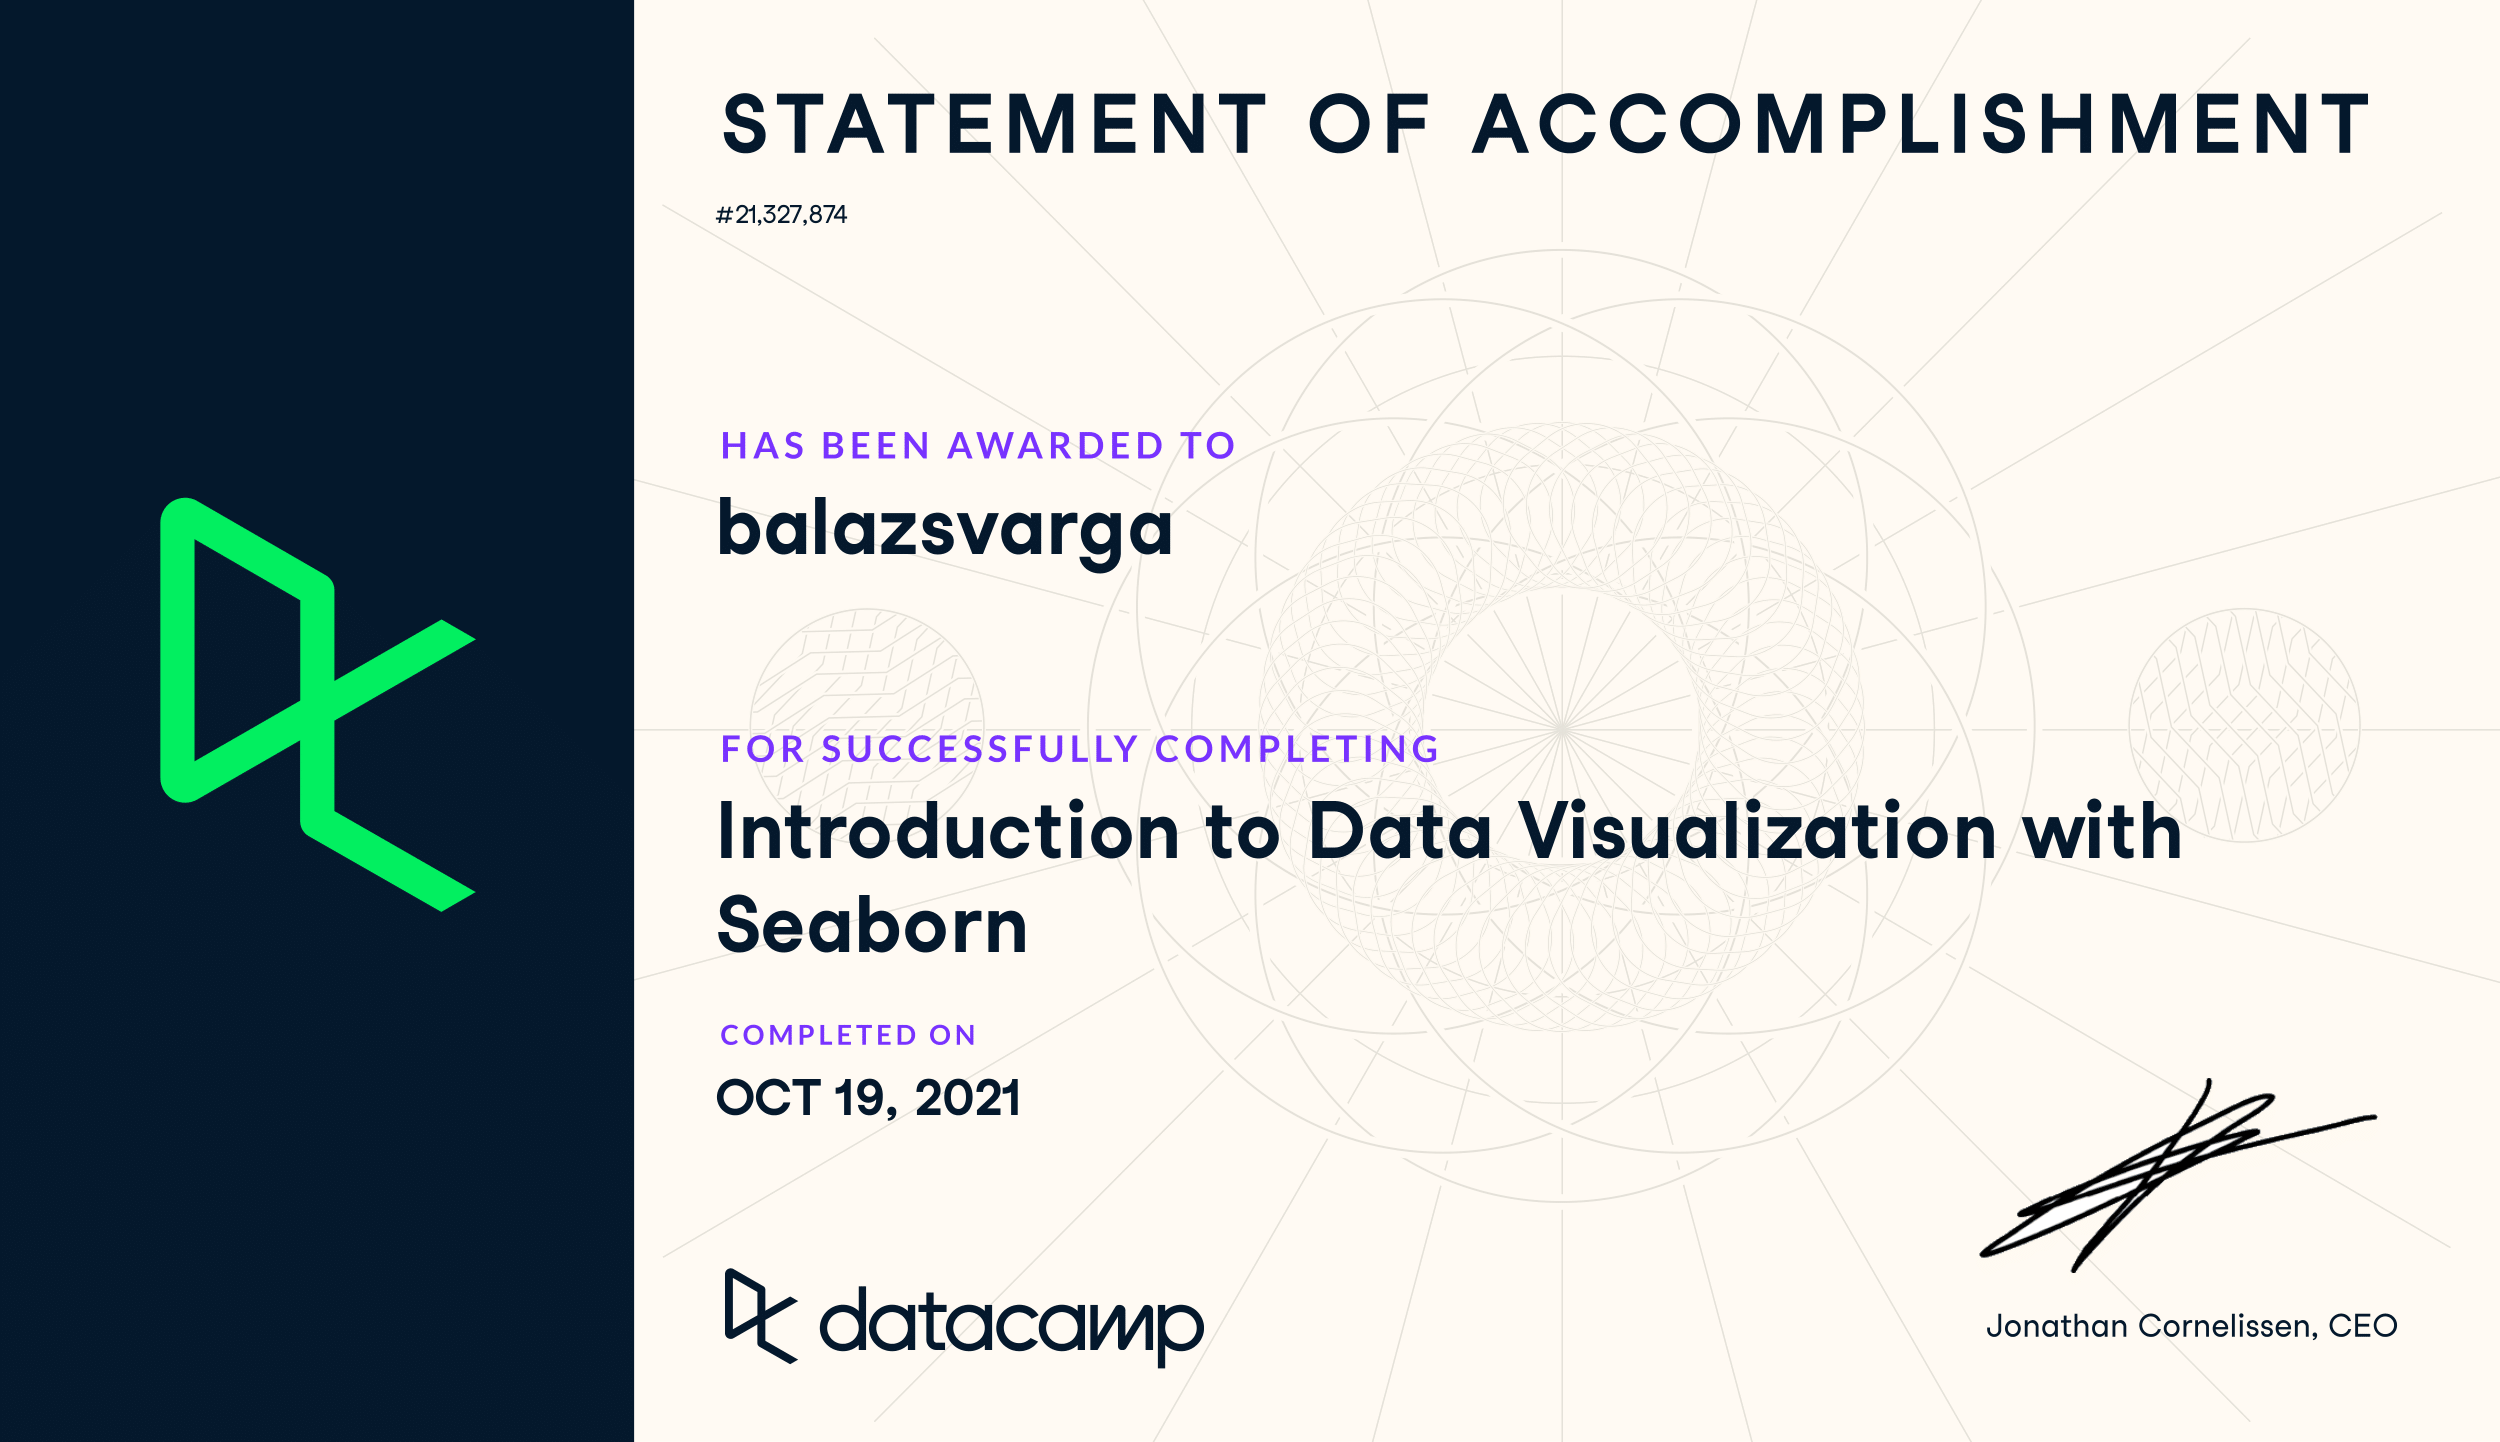 STATEMENT OF ACCOMPLISHMENT
#21,327,874
HAS BEEN AWARDED TO
balazsvarga
FOR SUCCESSFULLY COMPLETING
Introduction to Data Visualization with
Seaborn
COMPLETED ON
OCT 19, 2021
datacamp
Jonathan Cornelissen, CEO